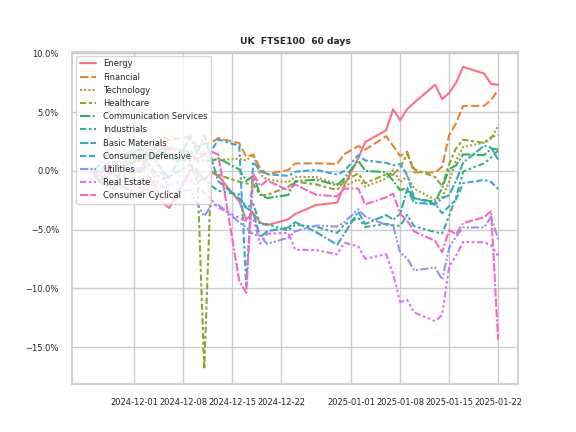 UK  FTSE100  60 days
10.0%
5.0%
0.0%
−5.0%
−10.0%
−15.0%
Energy
Financial
Technology
Healthcare
Communication Services
Industrials
Basic Materials
Consumer Defensive
Utilities
Real Estate
Consumer Cyclical
2024-12-01 2024-12-08 2024-12-15 2024-12-22 2025-01-01 2025-01-08 2025-01-15 2025-01-22